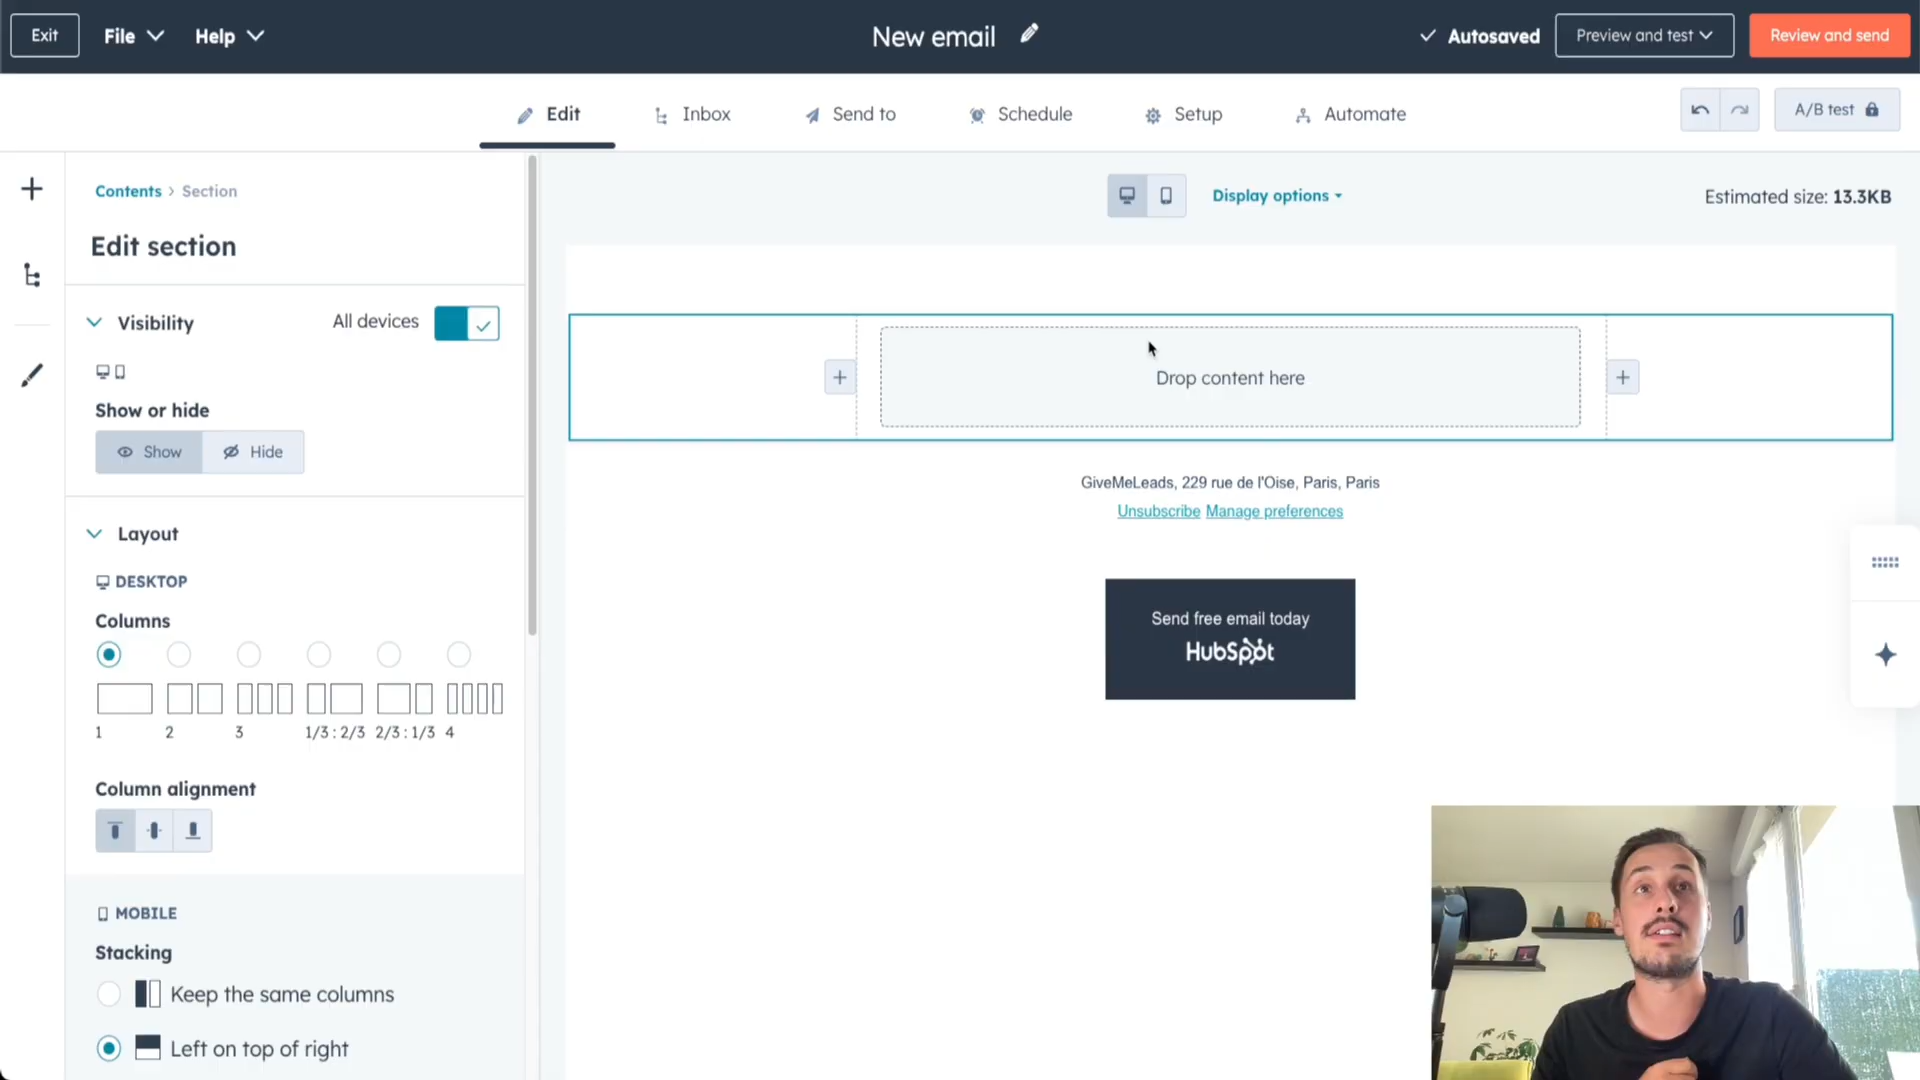 Exit
File
Help
New email
Autosaved
Preview and test
Review and send
Edit
Inbox
Send to
Schedule
Setup
Automate
A/B test
Contents > Section
Edit section
Visibility
All devices
Show or hide
Show
Hide
Layout
DESKTOP
Columns
1
2
3
1/3 : 2/3
2/3 : 1/3
4
Column alignment
MOBILE
Stacking
Keep the same columns
Left on top of right
Display options
Estimated size: 13.3KB
Drop content here
GiveMeLeads, 229 rue de l'Oise, Paris, Paris
Unsubscribe Manage preferences
Send free email today
HubSpot